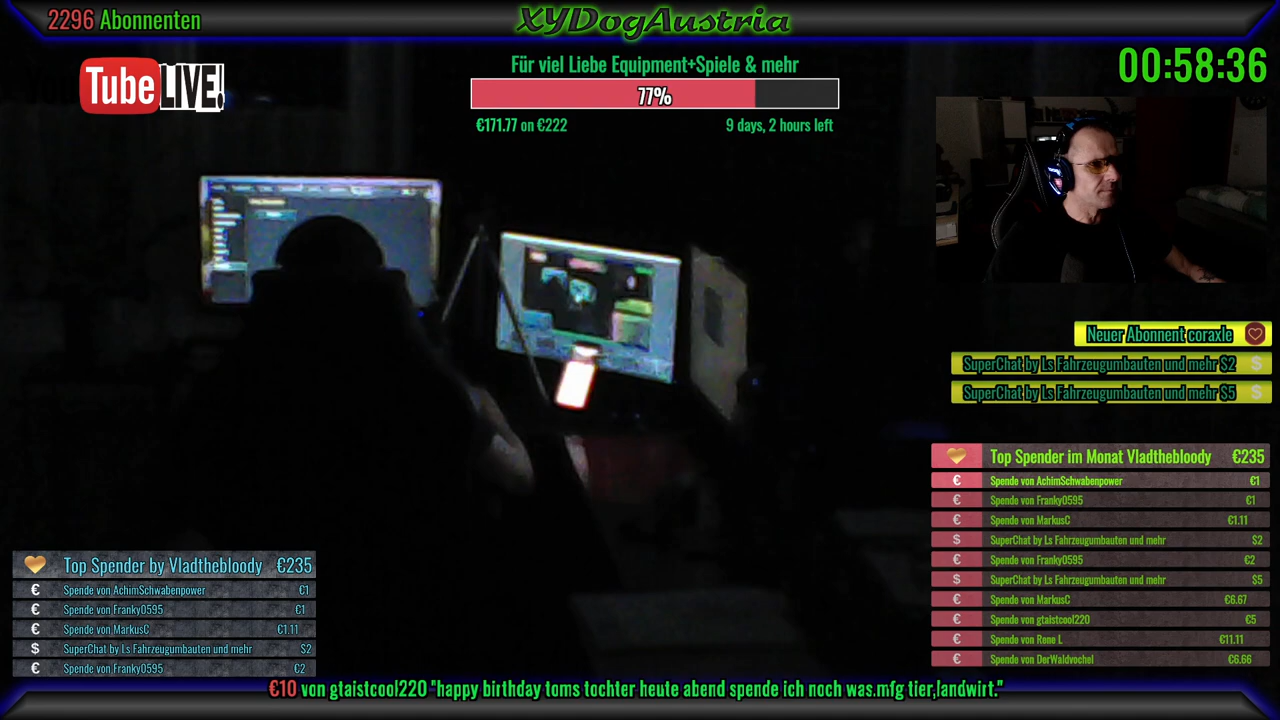 2296 Abonnenten
XYDogAustria
Tube LIVE!
Für viel Liebe Equipment+Spiele & mehr
77%
€171.77 on €222
9 days, 2 hours left
00:58:36
Neuer Abonnent coraxle
SuperChat by Ls Fahrzeugumbauten und mehr $2
SuperChat by Ls Fahrzeugumbauten und mehr $5
Top Spender im Monat Vladthebloody €235
€ Spende von AchimSchwabenpower €1
€ Spende von Franky0595 €1
€ Spende von MarkusC €1.11
$ SuperChat by Ls Fahrzeugumbauten und mehr $2
€ Spende von Franky0595 €2
$ SuperChat by Ls Fahrzeugumbauten und mehr $5
€ Spende von MarkusC €6.67
€ Spende von gtaistcool220 €5
€ Spende von Rene L €11.11
€ Spende von DerWaldvochel €6.66
Top Spender by Vladthebloody €235
€ Spende von AchimSchwabenpower €1
€ Spende von Franky0595 €1
€ Spende von MarkusC €1.11
$ SuperChat by Ls Fahrzeugumbauten und mehr $2
€ Spende von Franky0595 €2
€10 von gtaistcool220 "happy birthday toms tochter heute abend spende ich noch was.mfg tier,landwirt."